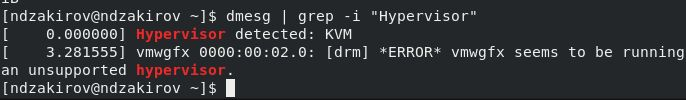 [ndzakirov@ndzakirov ~]$ dmesg | grep -i "Hypervisor"
[    0.000000] Hypervisor detected: KVM
[    3.281555] vmwgfx 0000:00:02.0: [drm] *ERROR* vmwgfx seems to be running
an unsupported hypervisor.
[ndzakirov@ndzakirov ~]$